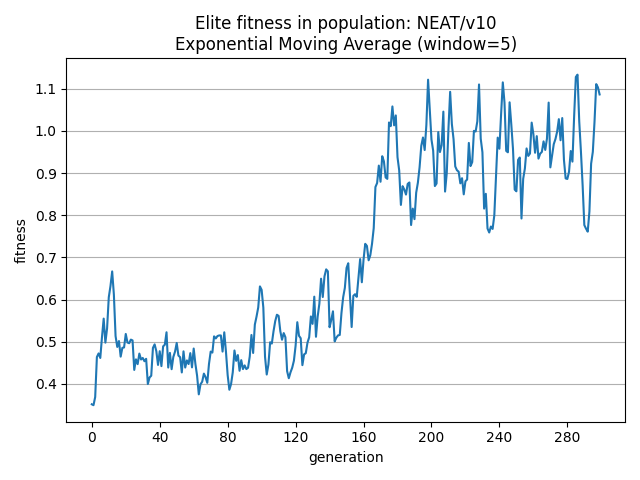 Elite fitness in population: NEAT/v10
Exponential Moving Average (window=5)
fitness
1.1
1.0
0.9
0.8
0.7
0.6
0.5
0.4
0 40 80 120 160 200 240 280
generation